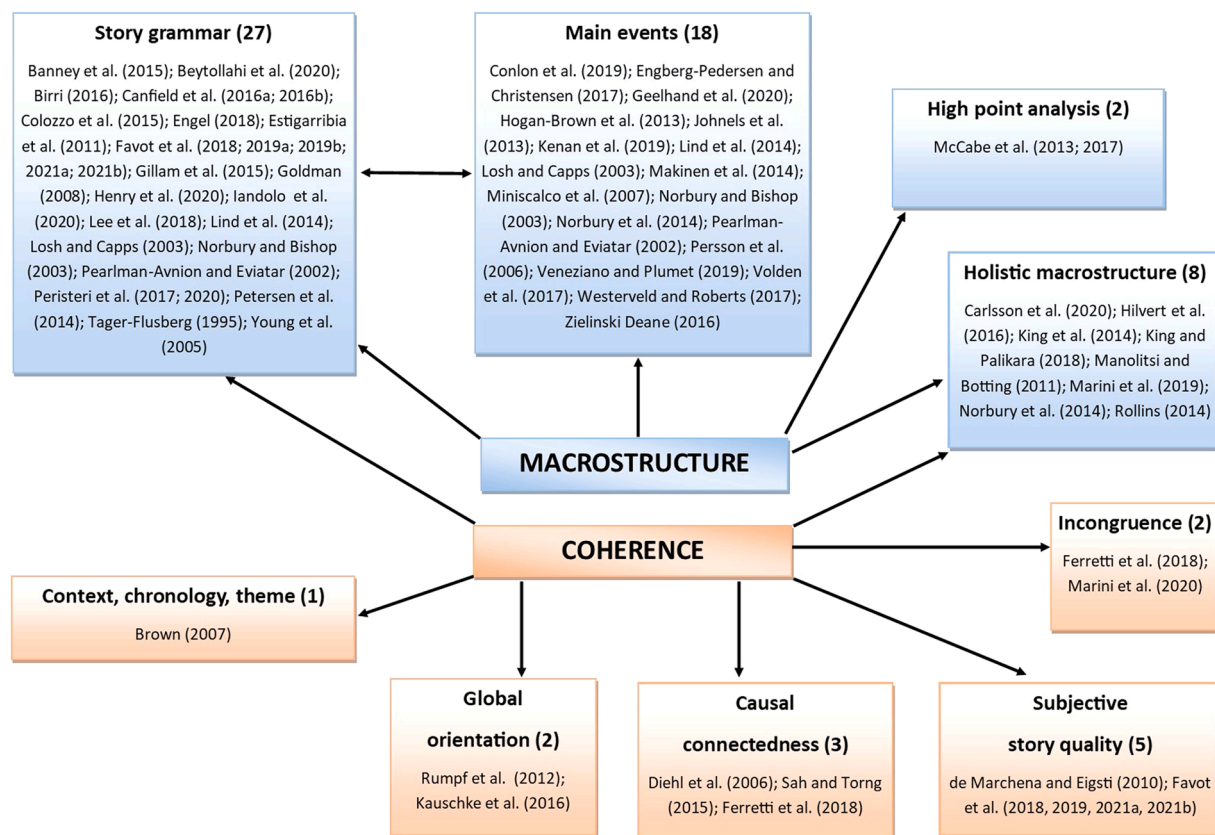 Story grammar (27)
Banney et al. (2015); Beytollahi et al. (2020);
Birri (2016); Canfield et al. (2016a; 2016b);
Colozzo et al. (2015); Engel (2018); Estigarribia
et al. (2011); Favot et al. (2018; 2019a; 2019b;
2021a; 2021b); Gillam et al. (2015); Goldman
(2008); Henry et al. (2020); Iandolo et al.
(2020); Lee et al. (2018); Lind et al. (2014);
Losh and Capps (2003); Norbury and Bishop
(2003); Pearlman-Avnion and Eviatar (2002);
Peristeri et al. (2017; 2020); Petersen et al.
(2014); Tager-Flusberg (1995); Young et al.
(2005)
Main events (18)
Conlon et al. (2019); Engberg-Pedersen and
Christensen (2017); Geelhand et al. (2020);
Hogan-Brown et al. (2013); Johnels et al.
(2013); Kenan et al. (2019); Lind et al. (2014);
Losh and Capps (2003); Makinen et al. (2014);
Miniscalco et al. (2007); Norbury and Bishop
(2003); Norbury et al. (2014); Pearlman-
Avnion and Eviatar (2002); Persson et al.
(2006); Veneziano and Plumet (2019); Volden
et al. (2017); Westerveld and Roberts (2017);
Zielinski Deane (2016)
High point analysis (2)
McCabe et al. (2013; 2017)
Holistic macrostructure (8)
Carlsson et al. (2020); Hilvert et al.
(2016); King et al. (2014); King and
Palikara (2018); Manolitsi and
Botting (2011); Marini et al. (2019);
Norbury et al. (2014); Rollins (2014)
MACROSTRUCTURE
COHERENCE
Incongruence (2)
Ferretti et al. (2018);
Marini et al. (2020)
Context, chronology, theme (1)
Brown (2007)
Global
orientation (2)
Rumpf et al. (2012);
Kauschke et al. (2016)
Causal
connectedness (3)
Diehl et al. (2006); Sah and Torng
(2015); Ferretti et al. (2018)
Subjective
story quality (5)
de Marchena and Eigsti (2010); Favot
et al. (2018, 2019, 2021a, 2021b)